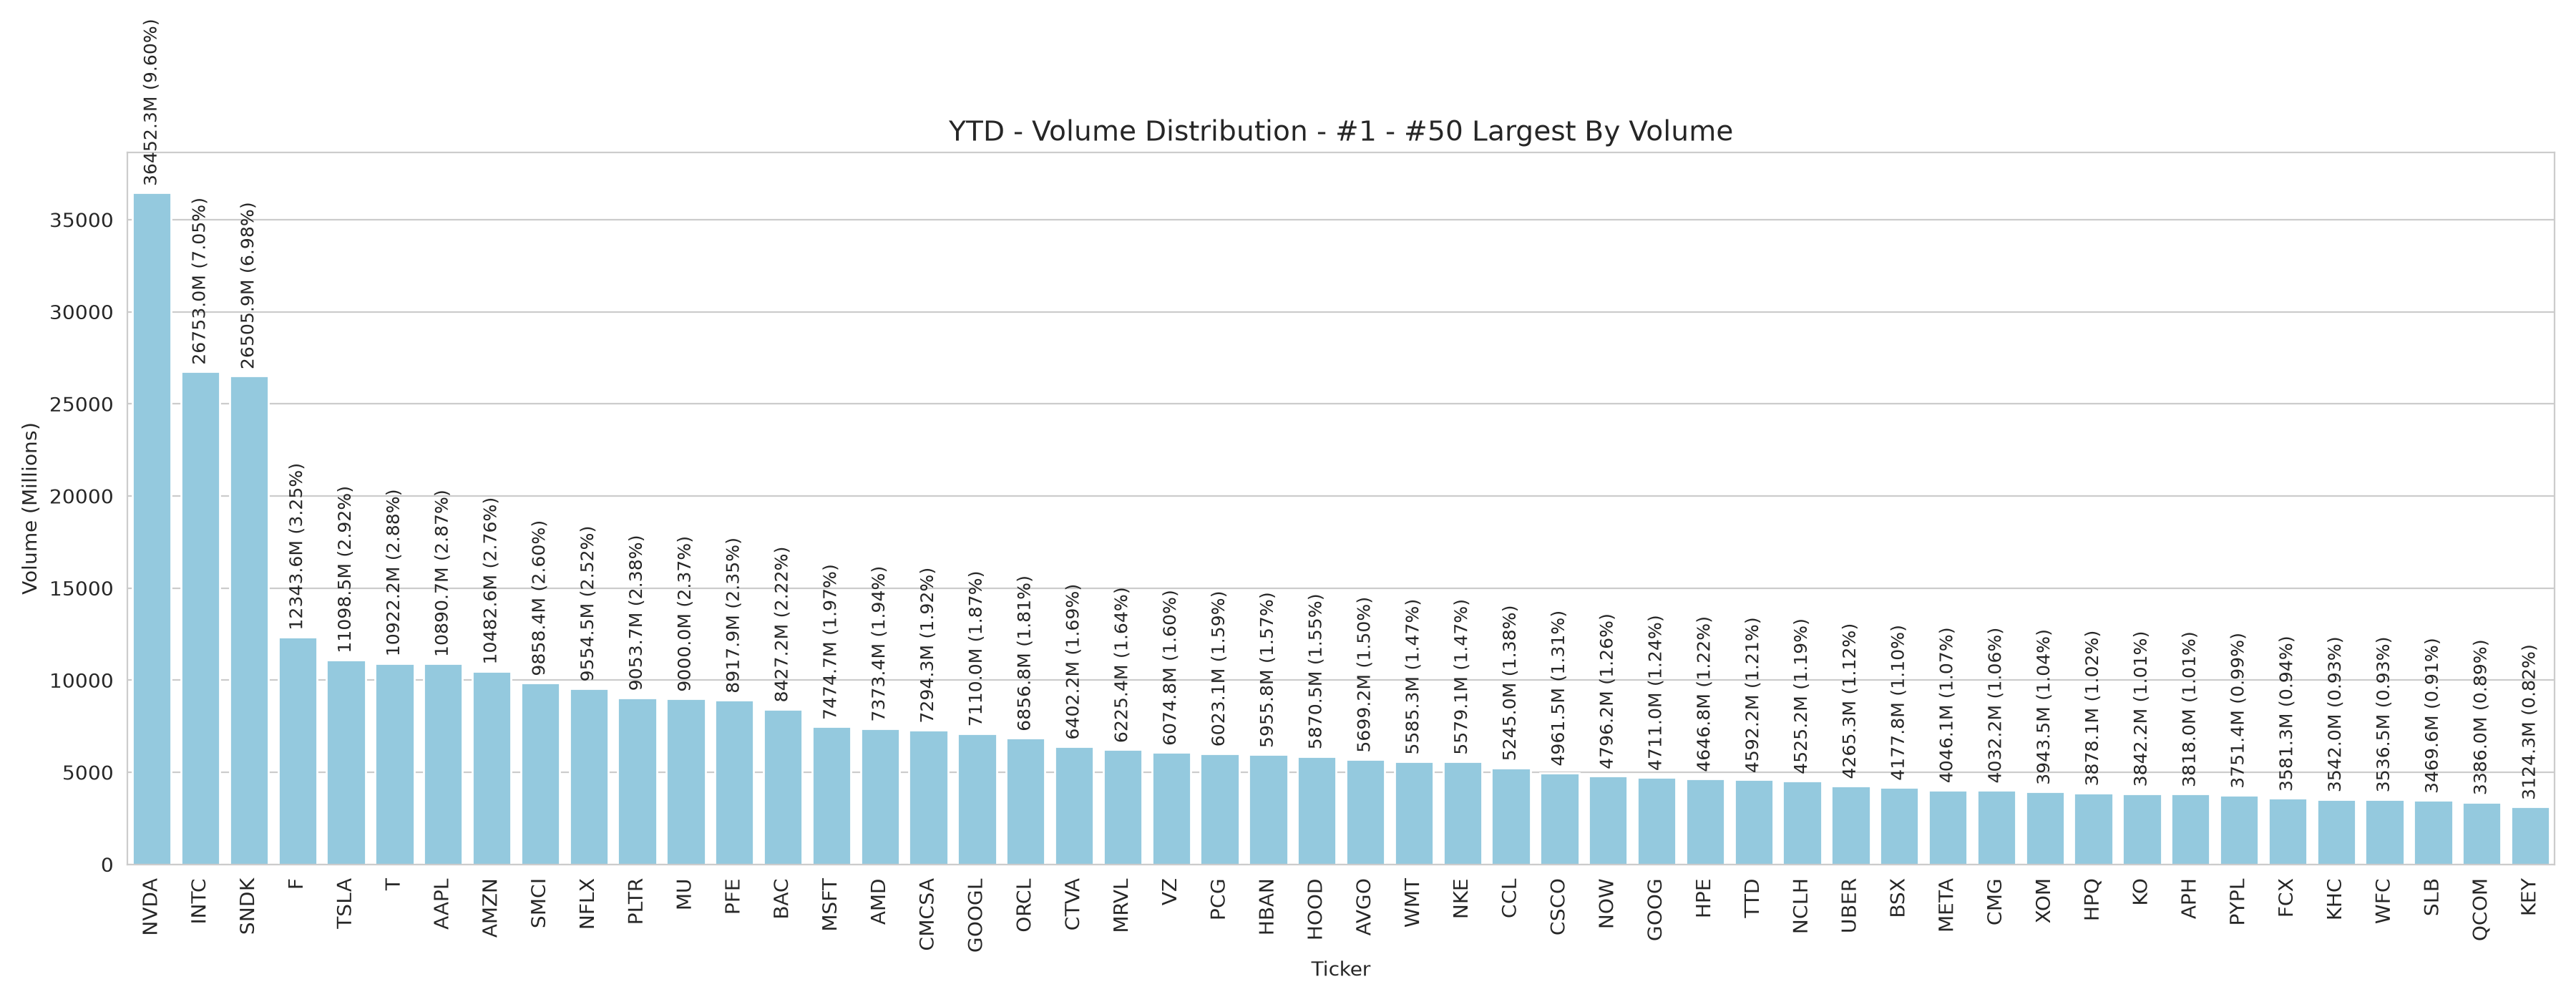 YTD - Volume Distribution - #1 - #50 Largest By Volume
Volume (Millions)
35000
30000
25000
20000
15000
10000
5000
0
36452.3M (9.60%)
26753.0M (7.05%)
26505.9M (6.98%)
12343.6M (3.25%)
11098.5M (2.92%)
10922.2M (2.88%)
10890.7M (2.87%)
10482.6M (2.76%)
9858.4M (2.60%)
9554.5M (2.52%)
9053.7M (2.38%)
9000.0M (2.37%)
8917.9M (2.35%)
8427.2M (2.22%)
7474.7M (1.97%)
7373.4M (1.94%)
7294.3M (1.92%)
7110.0M (1.87%)
6856.8M (1.81%)
6402.2M (1.69%)
6225.4M (1.64%)
6074.8M (1.60%)
6023.1M (1.59%)
5955.8M (1.57%)
5870.5M (1.55%)
5699.2M (1.50%)
5585.3M (1.47%)
5579.1M (1.47%)
5245.0M (1.38%)
4961.5M (1.31%)
4796.2M (1.26%)
4711.0M (1.24%)
4646.8M (1.22%)
4592.2M (1.21%)
4525.2M (1.19%)
4265.3M (1.12%)
4177.8M (1.10%)
4046.1M (1.07%)
4032.2M (1.06%)
3943.5M (1.04%)
3878.1M (1.02%)
3842.2M (1.01%)
3818.0M (1.01%)
3751.4M (0.99%)
3581.3M (0.94%)
3542.0M (0.93%)
3536.5M (0.93%)
3469.6M (0.91%)
3386.0M (0.89%)
3124.3M (0.82%)
NVDA
INTC
SNDK
F
TSLA
T
AAPL
AMZN
SMCI
NFLX
PLTR
MU
PFE
BAC
MSFT
AMD
CMCSA
GOOGL
ORCL
CTVA
MRVL
VZ
PCG
HBAN
HOOD
AVGO
WMT
NKE
CCL
CSCO
NOW
GOOG
HPE
TTD
NCLH
UBER
BSX
META
CMG
XOM
HPQ
KO
APH
PYPL
FCX
KHC
WFC
SLB
QCOM
KEY
Ticker